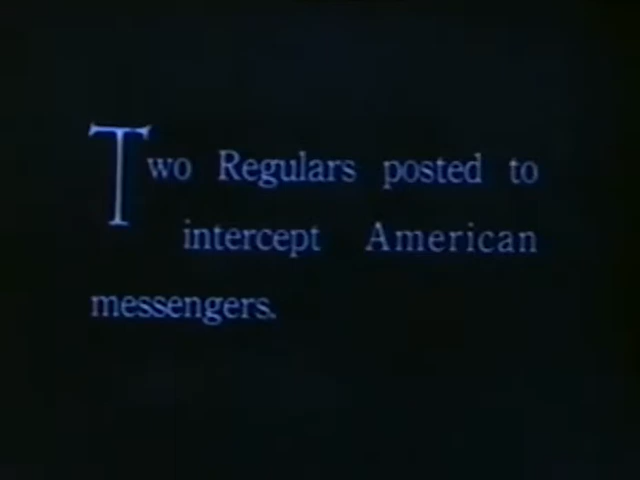 Two Regulars posted to
intercept American
messengers.